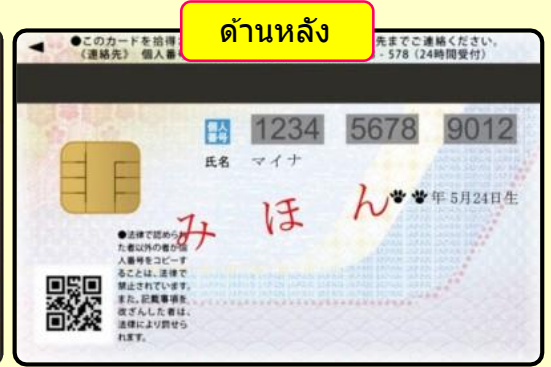 ด้านหลัง
●このカードを拾得 先までご連絡ください。
《連絡先》 個人番 - 578（24時間受付）
個人番号 1234 5678 9012
氏名 マイナ
年 5月24日生
みほん
●法律で認められ
た者以外の者が個
人番号をコピーす
ることは、法律で
禁止されています。
また、記載事項を
改ざんした者は、
法律により罰せら
れます。